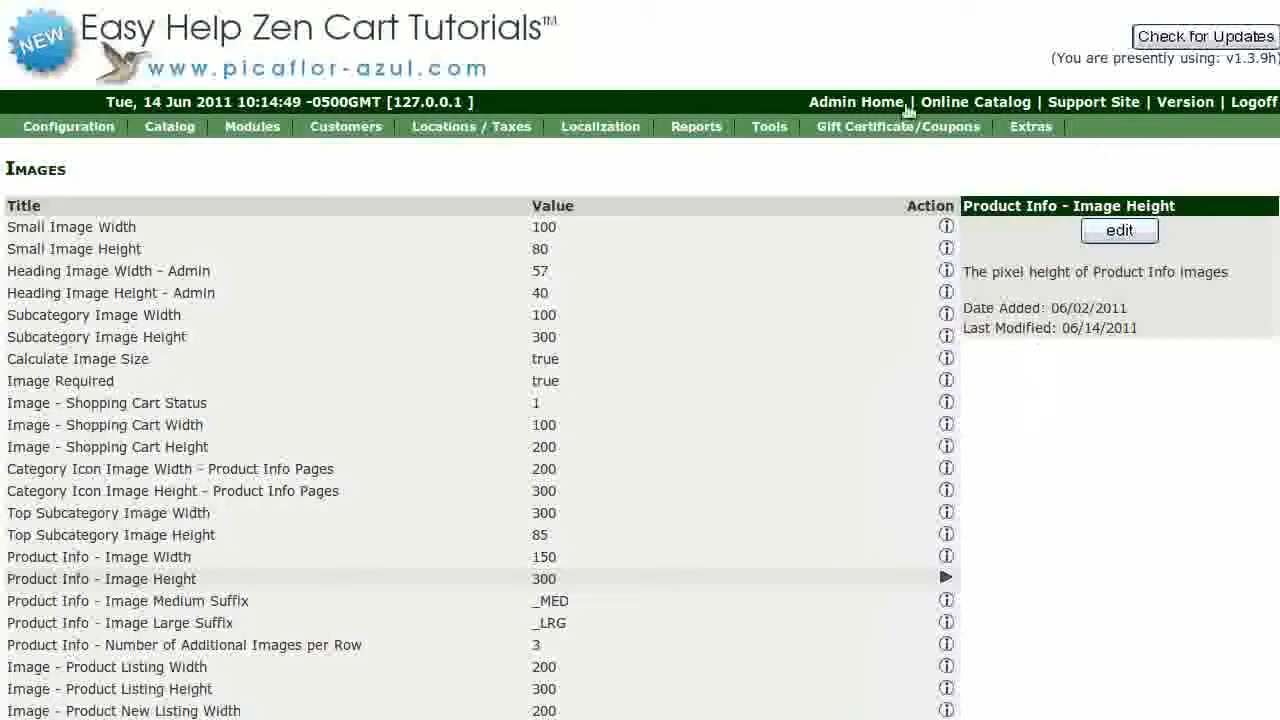 NEW
Easy Help Zen Cart Tutorials™
www.picaflor-azul.com
Check for Updates
(You are presently using: v1.3.9h)
Tue, 14 Jun 2011 10:14:49 -0500GMT [127.0.0.1 ]
Admin Home | Online Catalog | Support Site | Version | Logoff
Configuration | Catalog | Modules | Customers | Locations / Taxes | Localization | Reports | Tools | Gift Certificate/Coupons | Extras |
Images
Title Value Action
Small Image Width 100
Small Image Height 80
Heading Image Width - Admin 57
Heading Image Height - Admin 40
Subcategory Image Width 100
Subcategory Image Height 300
Calculate Image Size true
Image Required true
Image - Shopping Cart Status 1
Image - Shopping Cart Width 100
Image - Shopping Cart Height 200
Category Icon Image Width - Product Info Pages 200
Category Icon Image Height - Product Info Pages 300
Top Subcategory Image Width 300
Top Subcategory Image Height 85
Product Info - Image Width 150
Product Info - Image Height 300
Product Info - Image Medium Suffix _MED
Product Info - Image Large Suffix _LRG
Product Info - Number of Additional Images per Row 3
Image - Product Listing Width 200
Image - Product Listing Height 300
Image - Product New Listing Width 200
Product Info - Image Height
edit
The pixel height of Product Info images
Date Added: 06/02/2011
Last Modified: 06/14/2011